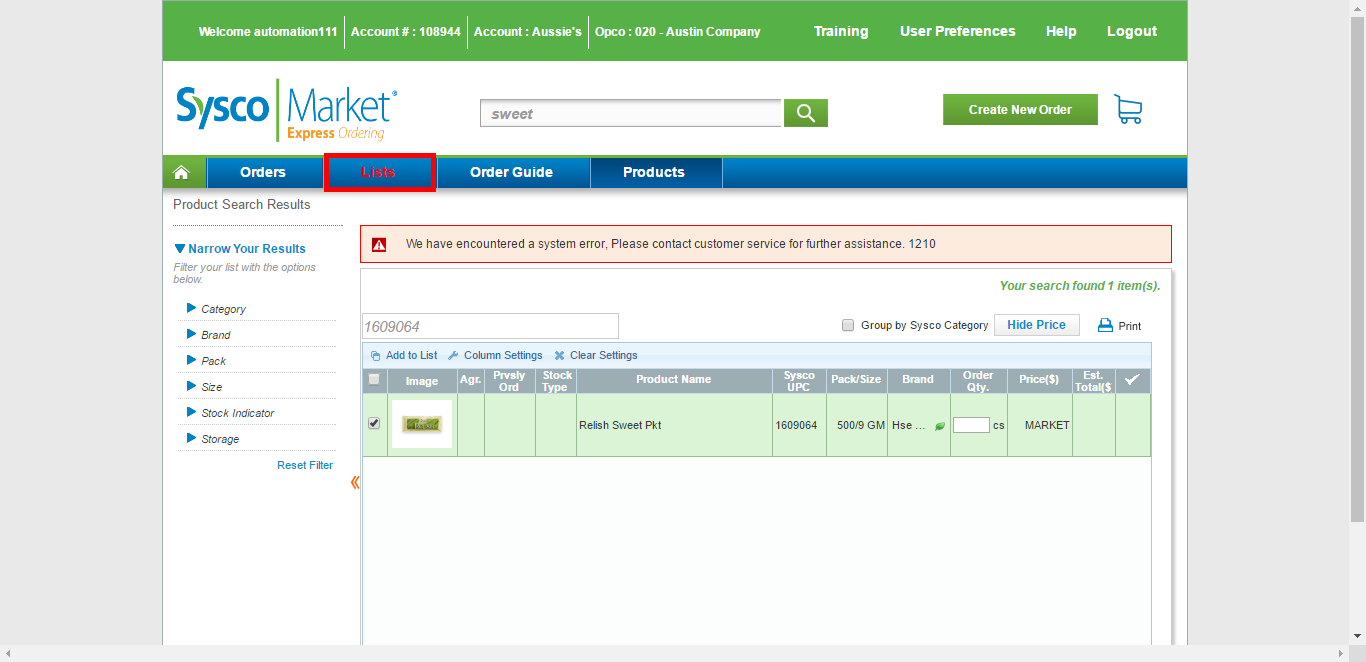 Welcome automation111 Account # : 108944 Account : Aussie's Opco : 020 - Austin Company Training User Preferences Help Logout
Sysco Market®
Express Ordering
sweet
Create New Order
Orders Lists Order Guide Products
Product Search Results
We have encountered a system error, Please contact customer service for further assistance. 1210
Narrow Your Results
Filter your list with the options
below.
Category
Brand
Pack
Size
Stock Indicator
Storage
Reset Filter
Your search found 1 item(s).
1609064
Group by Sysco Category Hide Price Print
Add to List Column Settings Clear Settings
Image Agr. Prvsly Ord Stock Type Product Name Sysco UPC Pack/Size Brand Order Qty. Price($) Est. Total($
Relish Sweet Pkt 1609064 500/9 GM Hse ... cs MARKET